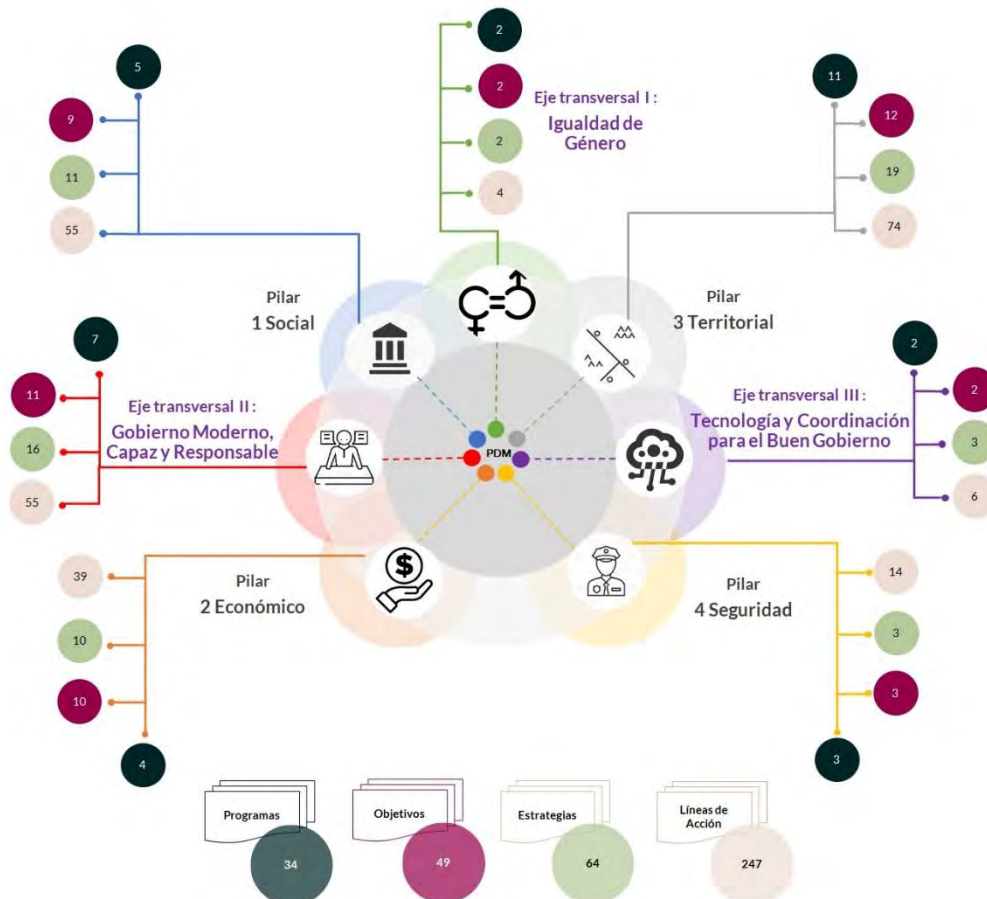 2
5
11
2
9
12
Eje transversal I :
Igualdad de
Género
2
11
19
4
55
74
Pilar
1 Social
Pilar
3 Territorial
7
2
11
2
Eje transversal II :
Gobierno Moderno,
Capaz y Responsable
Eje transversal III :
Tecnología y Coordinación
para el Buen Gobierno
16
3
PDM
55
6
39
14
Pilar
2 Económico
Pilar
4 Seguridad
$
10
3
10
3
4
3
Programas
Objetivos
Estrategias
Líneas de
Acción
34
49
64
247